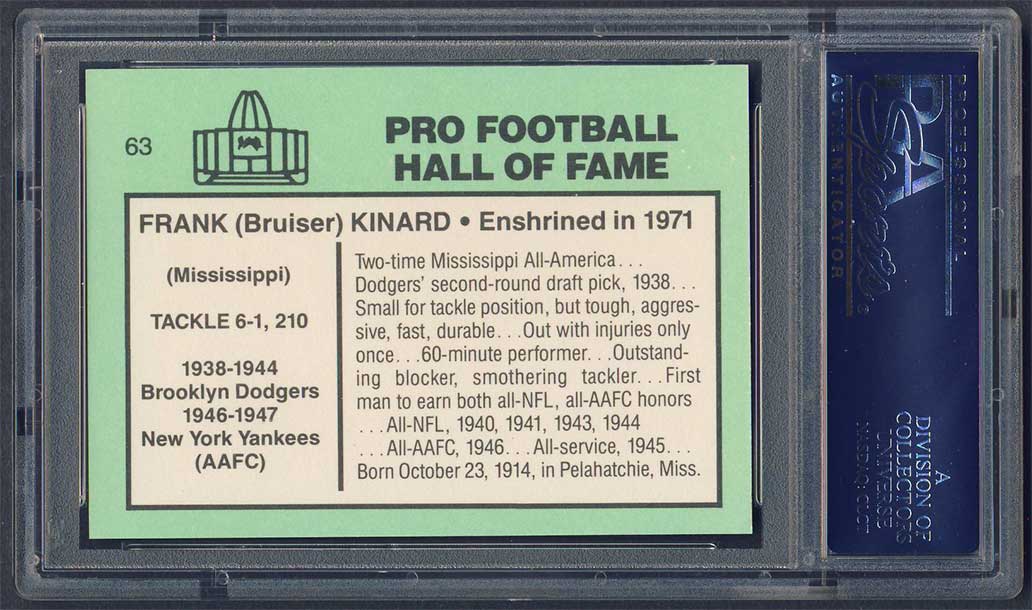 63
PRO FOOTBALL
HALL OF FAME
FRANK (Bruiser) KINARD • Enshrined in 1971
(Mississippi)
TACKLE 6-1, 210
1938-1944
Brooklyn Dodgers
1946-1947
New York Yankees
(AAFC)
Two-time Mississippi All-America...
Dodgers' second-round draft pick, 1938...
Small for tackle position, but tough, aggres-
sive, fast, durable...Out with injuries only
once...60-minute performer...Outstand-
ing blocker, smothering tackler...First
man to earn both all-NFL, all-AAFC honors
...All-NFL, 1940, 1941, 1943, 1944
...All-AAFC, 1946...All-service, 1945...
Born October 23, 1914, in Pelahatchie, Miss.
PROFESSIONAL
PSA
Sports
AUTHENTICATOR
A
DIVISION OF
COLLECTORS
UNIVERSE
NASDAQ: CLCT